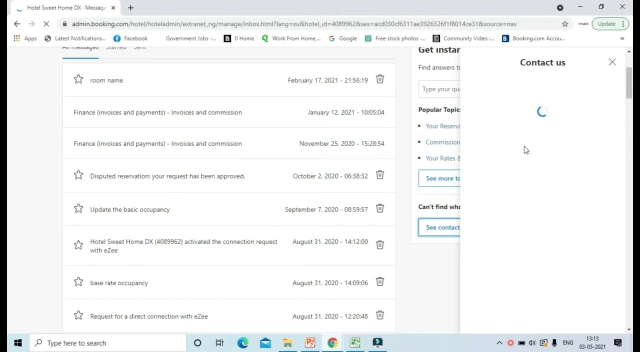 Hotel Sweet Home DX - Message
admin.booking.com/hotel/hoteladmin/extranet_ng/manage/inbox.html?lang=xu&hotel_id=4089962&ses=acd030cf6311ae3926326f1f8014ce31&source=nav
Update
Apps
Latest Notifications...
Facebook
Government Jobs -...
D Home
Work From Home,...
Google
Free stock photos...
Community Video -...
Booking.com Accou...
All messages
Starred
Sent
room name
February 17, 2021 - 21:56:19
Finance (invoices and payments) – Invoices and commission
January 12, 2021 - 10:05:04
Finance (invoices and payments) – Invoices and commission
November 25, 2020 - 15:28:54
Disputed reservation: your request has been approved.
October 2, 2020 - 06:38:32
Update the basic occupancy
September 7, 2020 - 08:59:57
Hotel Sweet Home DX (4089962) activated the connection request
with eZee
August 31, 2020 - 14:12:00
base rate occupancy
August 31, 2020 - 14:09:06
Request for a direct connection with eZee
August 31, 2020 - 12:20:48
Get instan
Find answers to
Type your qu
Popular Topic
Your Reserva
Commission
Your Rates &
See more to
Can't find wha
See contact
Contact us
Type here to search
ENG
13:13
03-05-2021